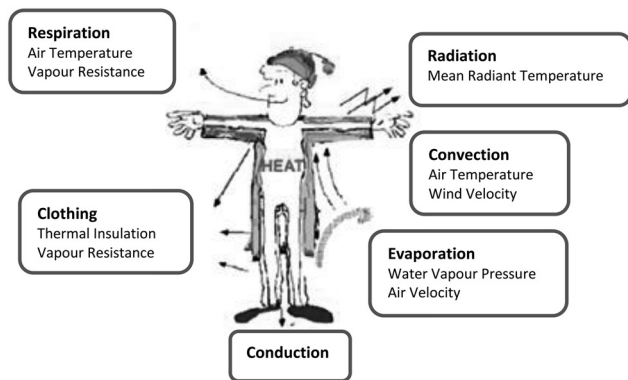 Respiration
Air Temperature
Vapour Resistance
Radiation
Mean Radiant Temperature
HEAT
Convection
Air Temperature
Wind Velocity
Clothing
Thermal Insulation
Vapour Resistance
Evaporation
Water Vapour Pressure
Air Velocity
Conduction